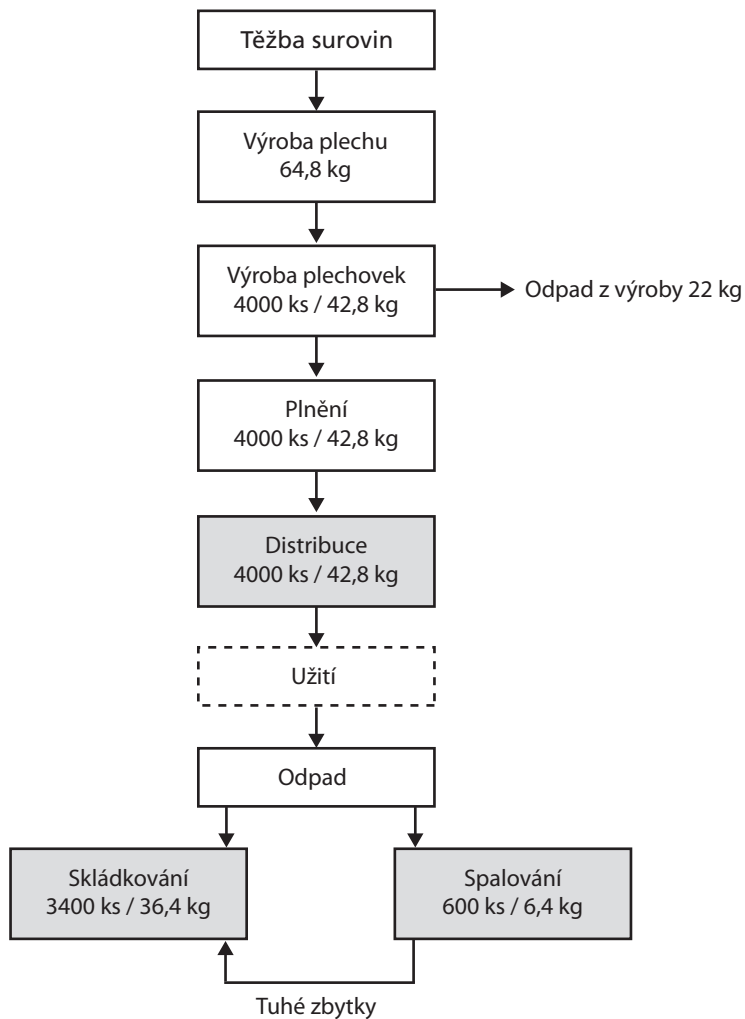 Těžba surovin
Výroba plechu
64,8 kg
Výroba plechovek
4000 ks / 42,8 kg
Odpad z výroby 22 kg
Plnění
4000 ks / 42,8 kg
Distribuce
4000 ks / 42,8 kg
Užití
Odpad
Skládkování
3400 ks / 36,4 kg
Spalování
600 ks / 6,4 kg
Tuhé zbytky